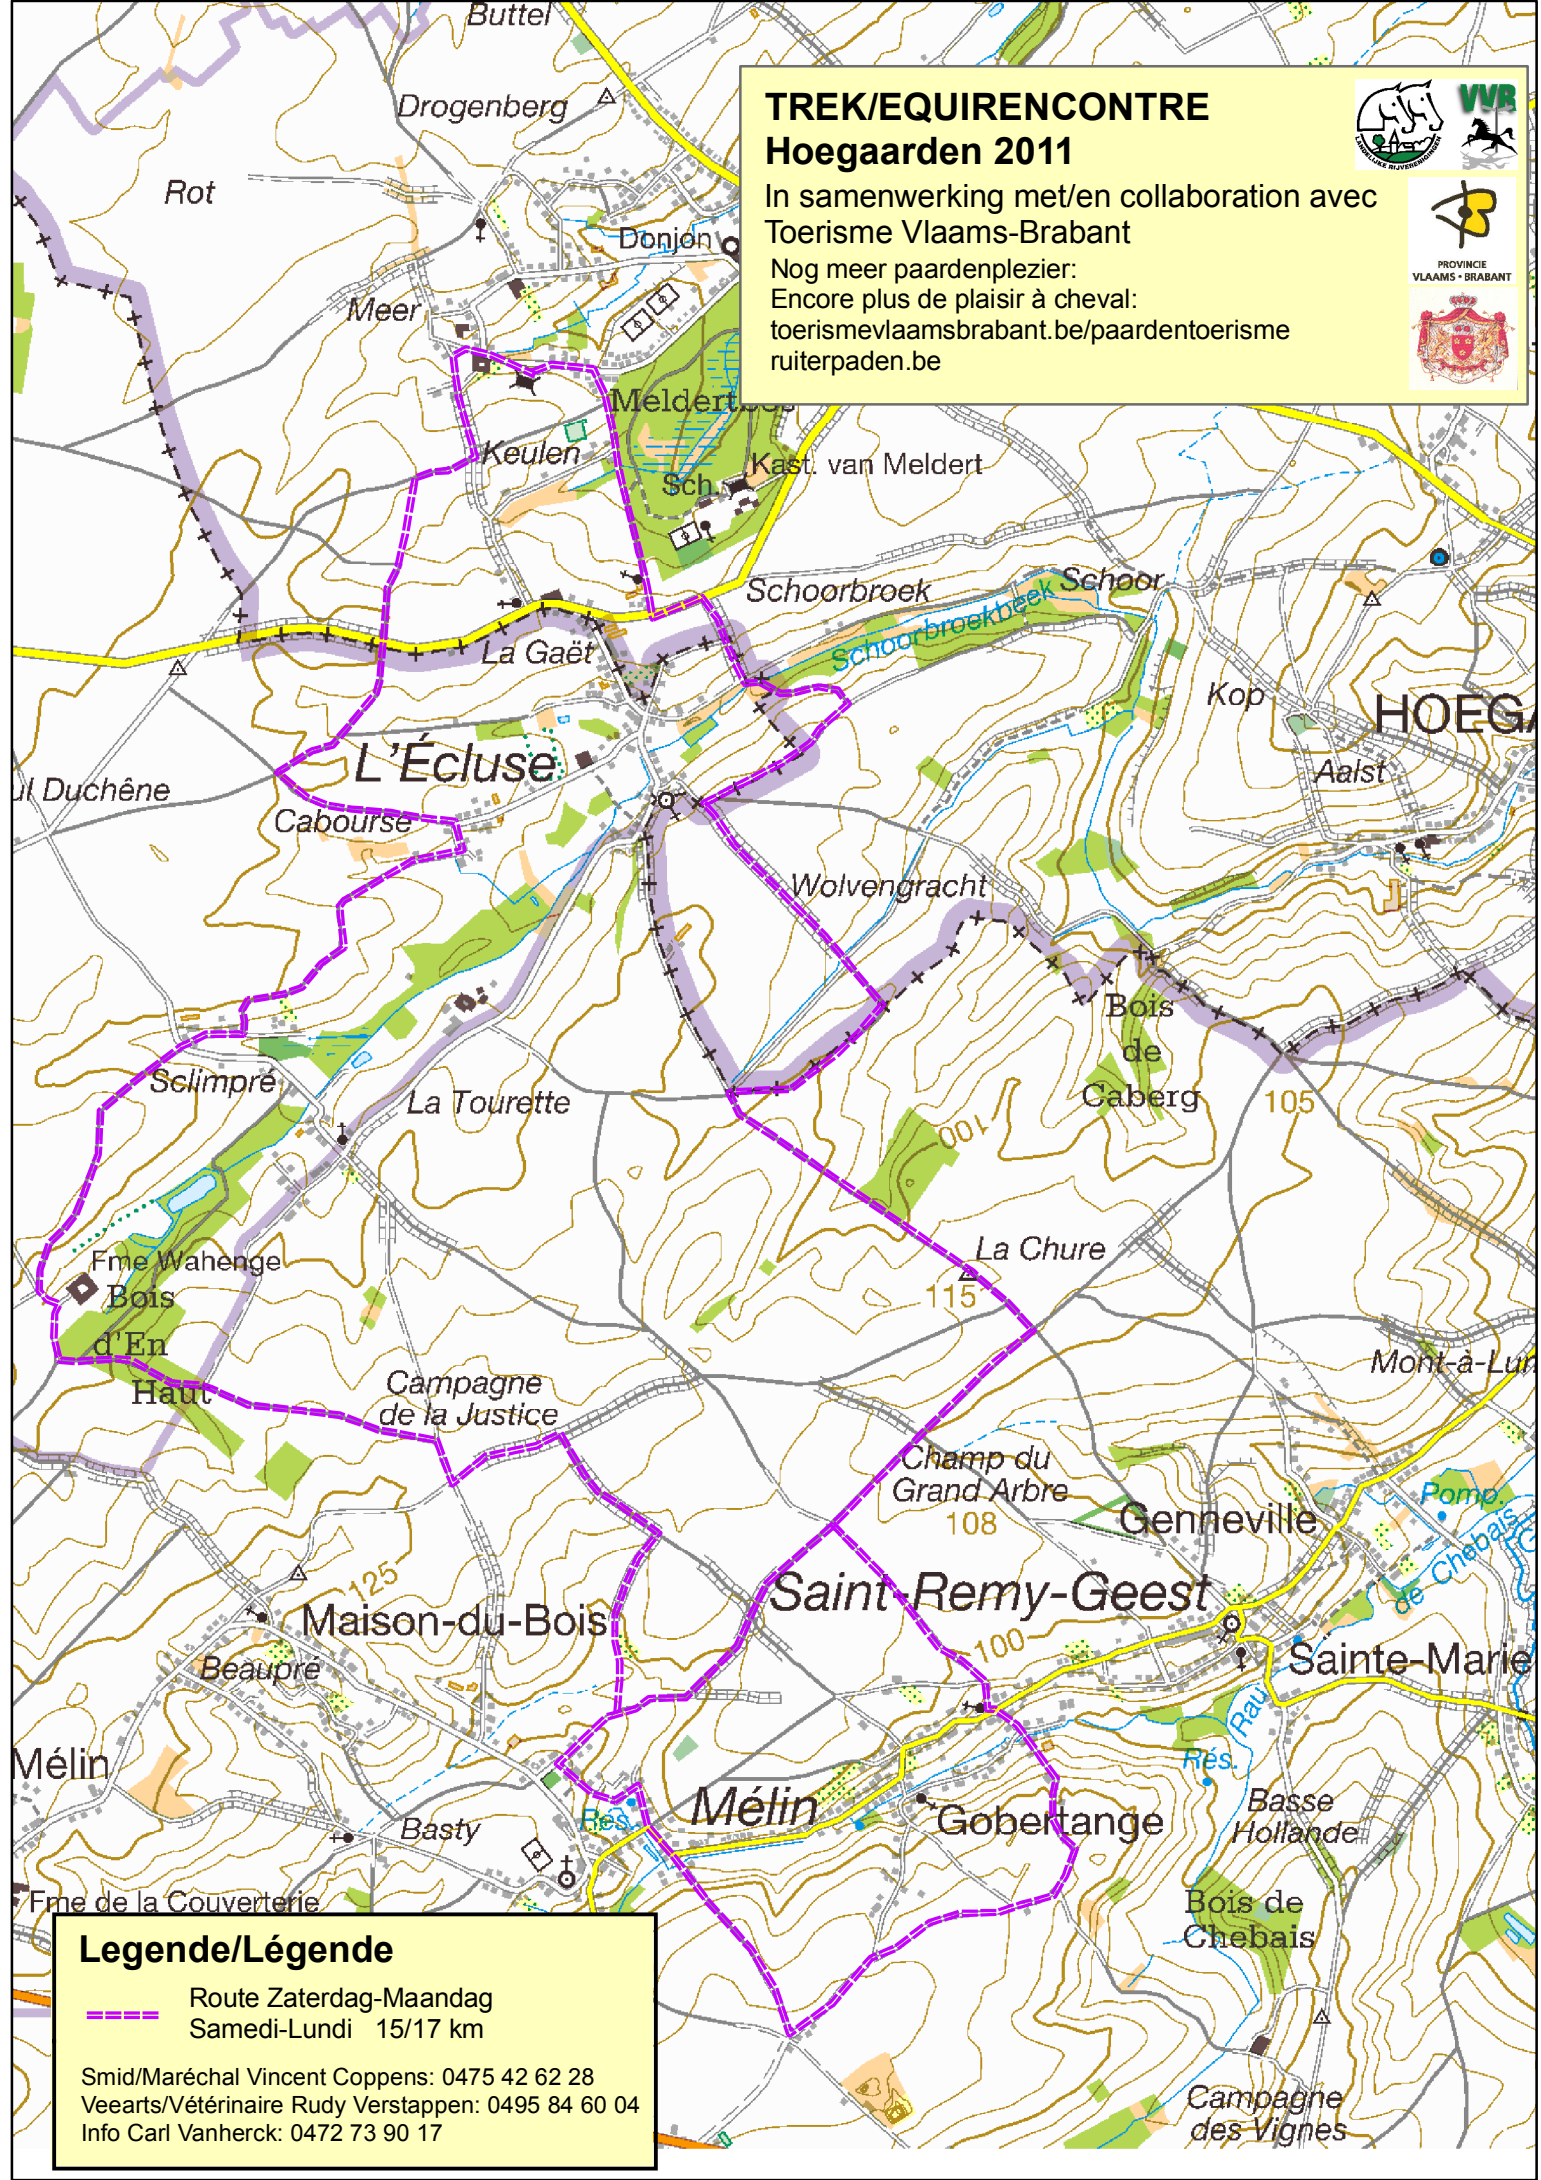 Buttel
Drogenberg
TREK/EQUIRENCONTRE
Hoegaarden 2011
In samenwerking met/en collaboration avec
Toerisme Vlaams-Brabant
Nog meer paardenplezier:
Encore plus de plaisir à cheval:
toerismevlaamsbrabant.be/paardentoerisme
ruiterpaden.be
LANDELIJKE RIJVERENIGINGEN
VVR
PROVINCIE
VLAAMS • BRABANT
Rot
Donjon
Meer
Keulen
Kast. van Meldert
Sch.
Schoorbroek
Schoor
Schoorbroekbeek
La Gaët
Kop
L'Écluse
Aalst
Cabourse
Wolvengracht
Bois
de
Caberg
Sclimpré
La Tourette
105
100
La Chure
115
Fme Wahenge
Bois
d'En
Haut
Campagne
de la Justice
Champ du
Grand Arbre
108
Genneville
Pomp.
de Chebais
125
Saint-Remy-Geest
Maison-du-Bois
100
Beaupré
Sainte-Marie
Rau
Rés.
Mélin
Mélin
Gobertange
Basse
Hollande
Basty
Rés.
Fme de la Couverterie
Bois de
Chebais
Campagne
des Vignes
Legende/Légende
Route Zaterdag-Maandag
Samedi-Lundi 15/17 km
Smid/Maréchal Vincent Coppens: 0475 42 62 28
Veearts/Vétérinaire Rudy Verstappen: 0495 84 60 04
Info Carl Vanherck: 0472 73 90 17